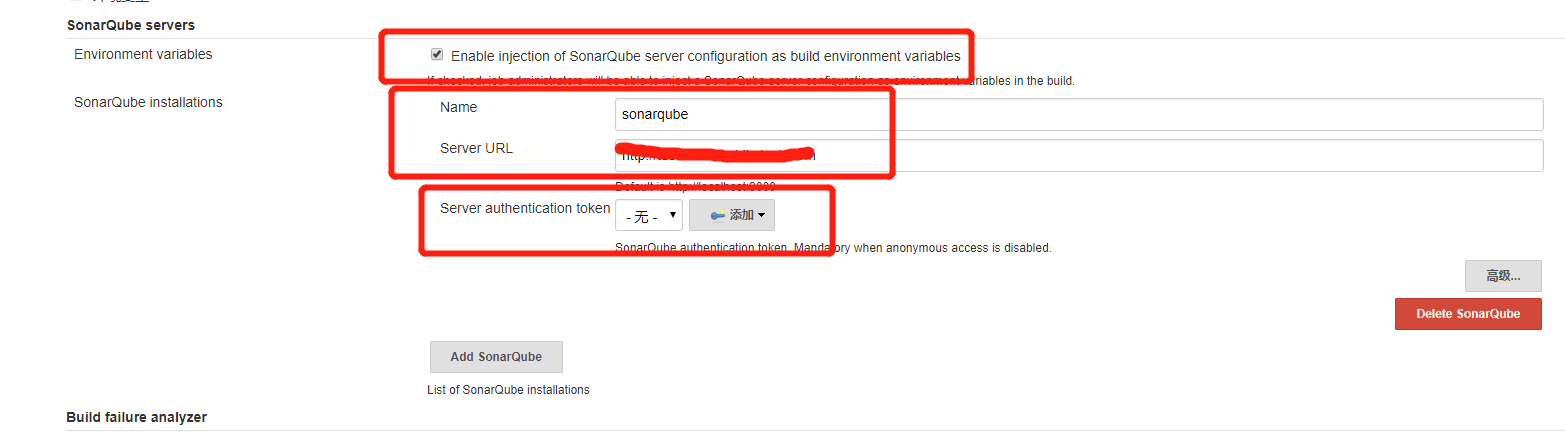 SonarQube servers
Environment variables
Enable injection of SonarQube server configuration as build environment variables
If checked, job administrators will be able to inject a SonarQube server configuration as environment variables in the build.
SonarQube installations
Name
sonarqube
Server URL
Default is http://localhost:9000
Server authentication token
- 无 -
添加
SonarQube authentication token. Mandatory when anonymous access is disabled.
高级...
Delete SonarQube
Add SonarQube
List of SonarQube installations
Build failure analyzer